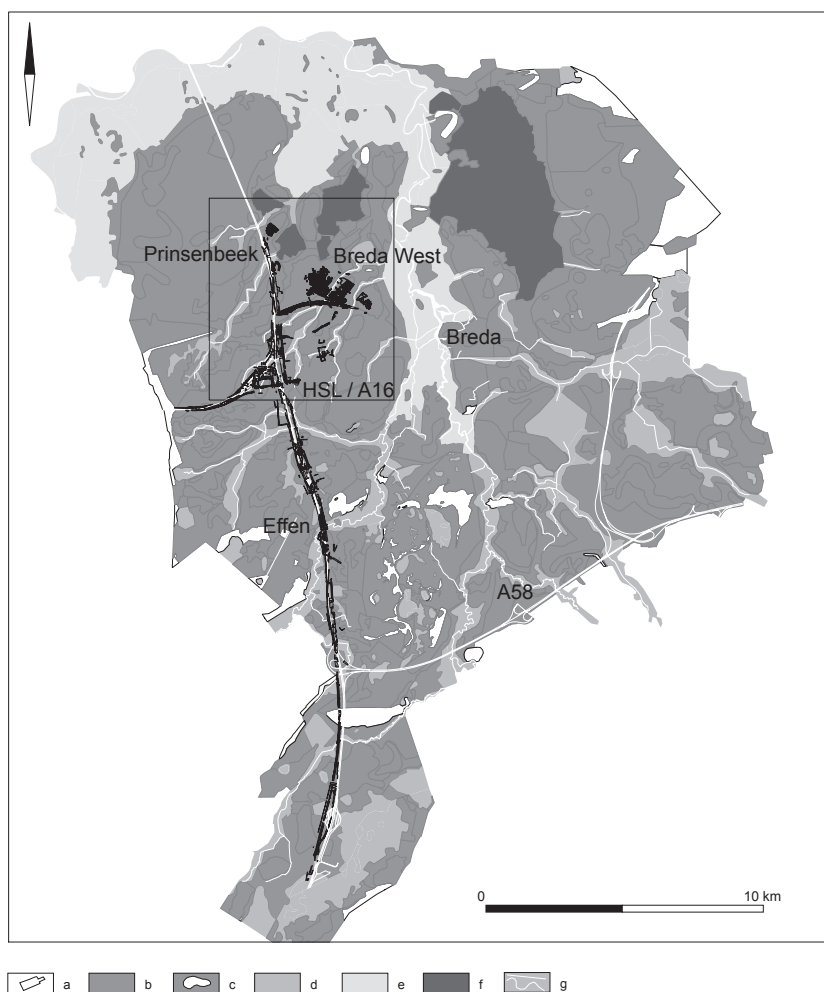 Prinsenbeek
Breda West
Breda
HSL / A16
Effen
A58
0 10 km
a b c d e f g